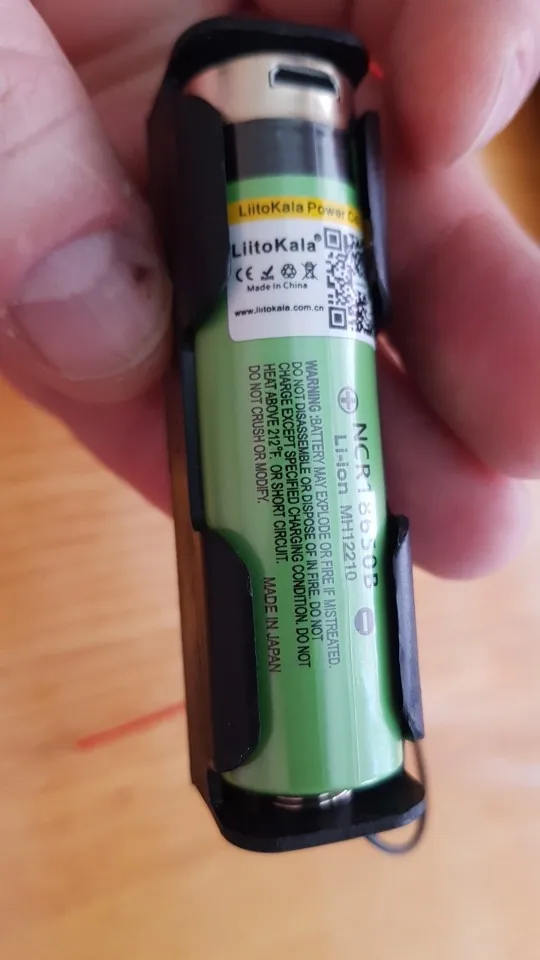 LiitoKala Power
LiitoKala®
CE
Made in China
www.liitokala.com.cn
NCR18650B
Li-ion MH12210
WARNING :BATTERY MAY EXPLODE OR FIRE IF MISTREATED.
DO NOT DISASSEMBLE OR DISPOSE OF IN FIRE. DO NOT
CHARGE EXCEPT SPECIFIED CHARGING CONDITION. DO NOT
HEAT ABOVE 212°F. OR SHORT CIRCUIT.
DO NOT CRUSH OR MODIFY. MADE IN JAPAN